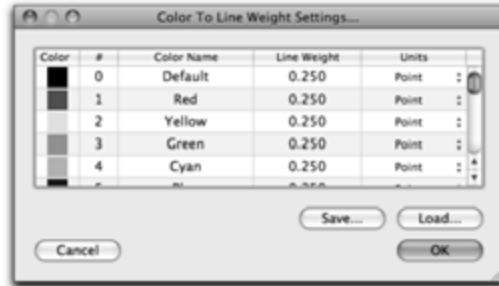 Color To Line Weight Settings...
Color # Color Name Line Weight Units
0 Default 0.250 Point
1 Red 0.250 Point
2 Yellow 0.250 Point
3 Green 0.250 Point
4 Cyan 0.250 Point
Save... Load...
Cancel OK